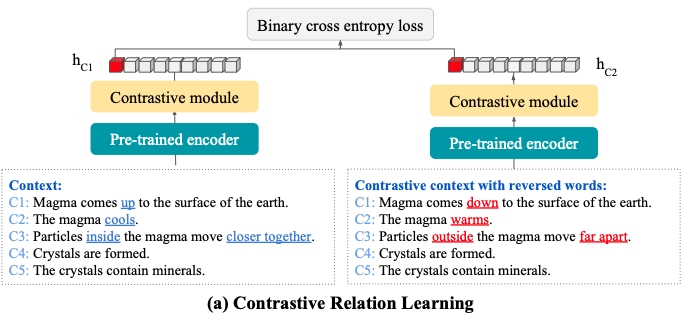 Binary cross entropy loss
hC1
hC2
Contrastive module
Contrastive module
Pre-trained encoder
Pre-trained encoder
Context:
C1: Magma comes up to the surface of the earth.
C2: The magma cools.
C3: Particles inside the magma move closer together.
C4: Crystals are formed.
C5: The crystals contain minerals.
Contrastive context with reversed words:
C1: Magma comes down to the surface of the earth.
C2: The magma warms.
C3: Particles outside the magma move far apart.
C4: Crystals are formed.
C5: The crystals contain minerals.
(a) Contrastive Relation Learning